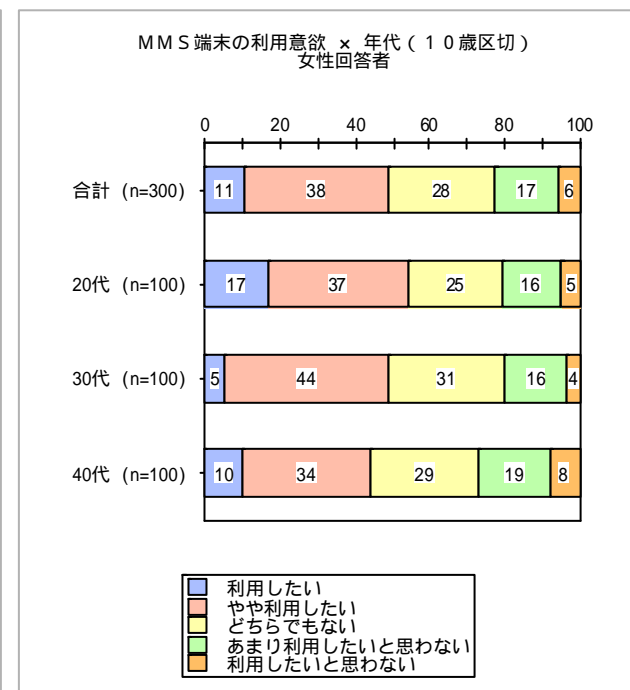 ＭＭＳ端末の利用意欲 × 年代（１０歳区切）
女性回答者
0 20 40 60 80 100
合計 (n=300) 11 38 28 17 6
20代 (n=100) 17 37 25 16 5
30代 (n=100) 5 44 31 16 4
40代 (n=100) 10 34 29 19 8
利用したい
やや利用したい
どちらでもない
あまり利用したいと思わない
利用したいと思わない